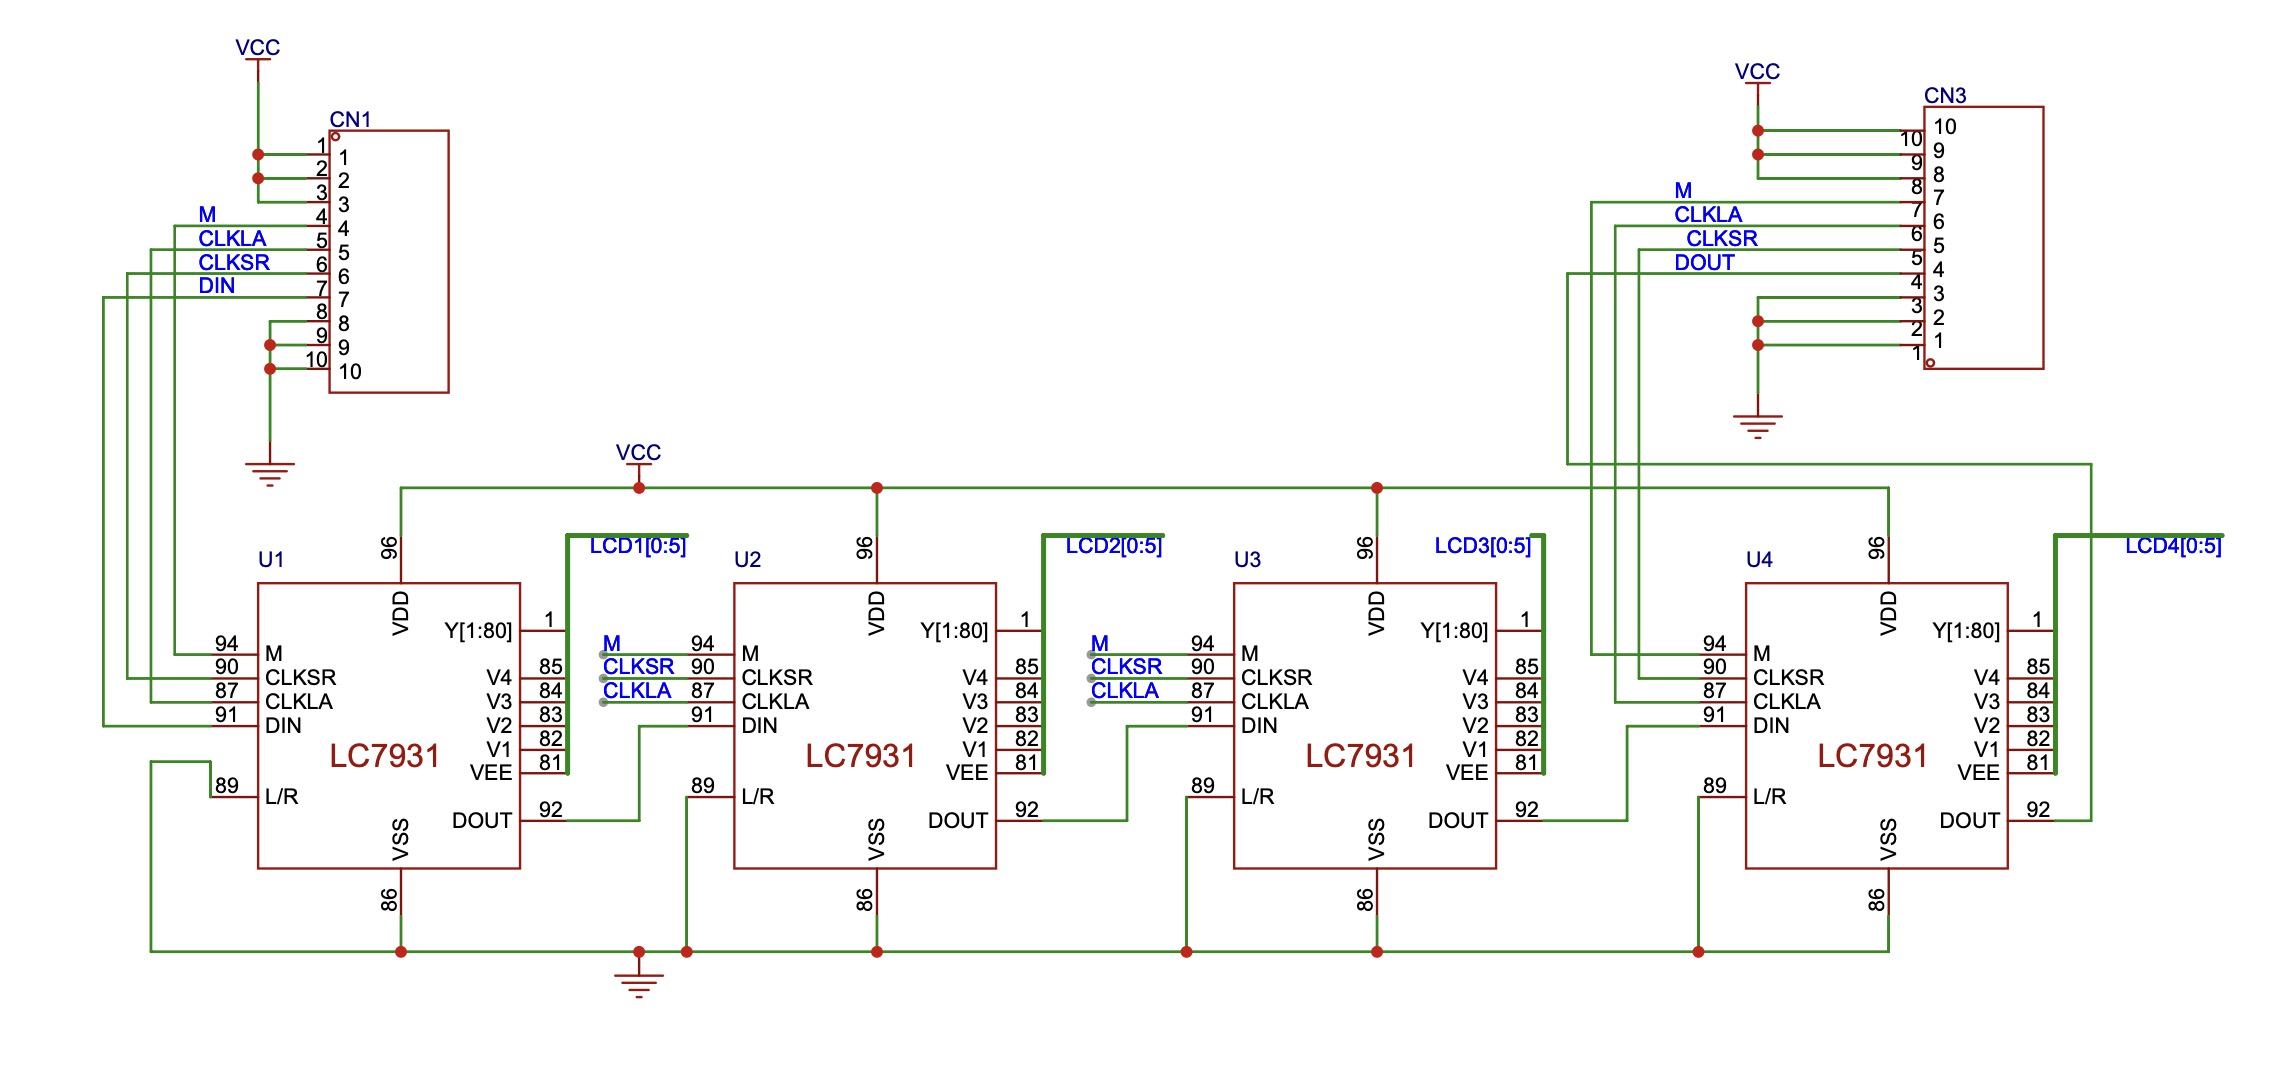 VCC
CN1
1 1
2 2
3 3
M 4 4
CLKLA 5 5
CLKSR 6 6
DIN 7 7
8 8
9 9
10 10
VCC
CN3
10 10
9 9
8 8
M 7 7
CLKLA 6 6
CLKSR 5 5
DOUT 4 4
3 3
2 2
1 1
VCC
U1
96
VDD
LCD1[0:5]
Y[1:80] 1
94 M
90 CLKSR
87 CLKLA
91 DIN
V4 85
V3 84
V2 83
V1 82
VEE 81
LC7931
89 L/R
DOUT 92
VSS
86
U2
96
VDD
LCD2[0:5]
Y[1:80] 1
M 94 M
CLKSR 90 CLKSR
CLKLA 87 CLKLA
91 DIN
V4 85
V3 84
V2 83
V1 82
VEE 81
LC7931
89 L/R
DOUT 92
VSS
86
U3
96
VDD
LCD3[0:5]
Y[1:80] 1
M 94 M
CLKSR 90 CLKSR
CLKLA 87 CLKLA
91 DIN
V4 85
V3 84
V2 83
V1 82
VEE 81
LC7931
89 L/R
DOUT 92
VSS
86
U4
96
VDD
LCD4[0:5]
Y[1:80] 1
94 M
90 CLKSR
87 CLKLA
91 DIN
V4 85
V3 84
V2 83
V1 82
VEE 81
LC7931
89 L/R
DOUT 92
VSS
86